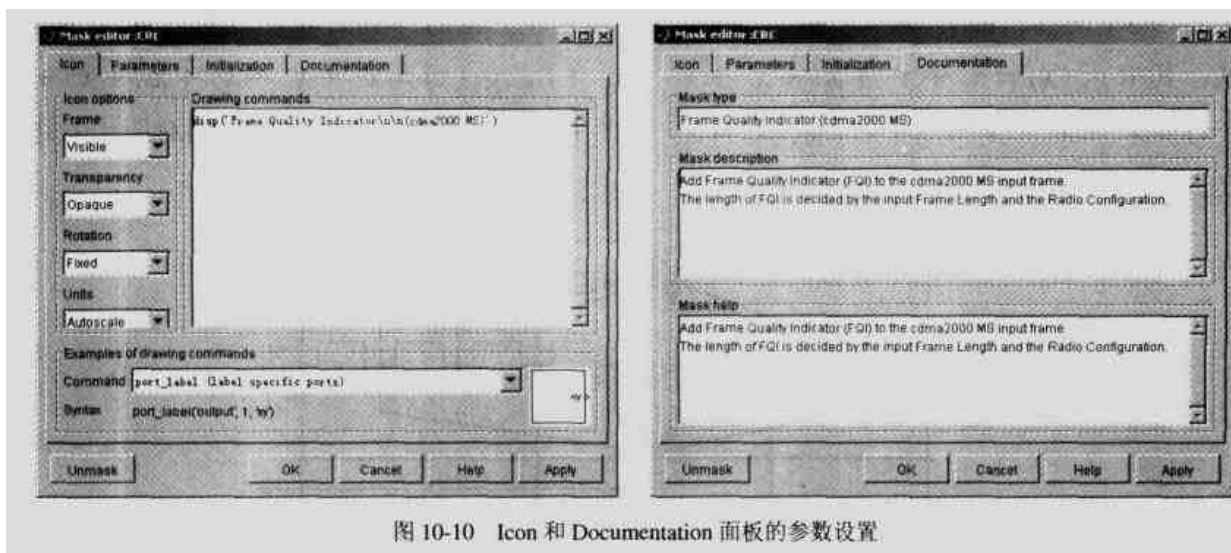 Mask editor :CRC
Icon
Parameters
Initialization
Documentation
Icon options
Frame
Visible
Transparency
Opaque
Rotation
Fixed
Units
Autoscale
Drawing commands
disp('Frame Quality Indicator\n\n(cdma2000 MS)')
Examples of drawing commands
Command port_label (label specific ports)
Syntax port_label('output', 1, 'xy')
Unmask
OK
Cancel
Help
Apply
Mask editor :CRC
Icon
Parameters
Initialization
Documentation
Mask type
Frame Quality Indicator (cdma2000 MS)
Mask description
Add Frame Quality Indicator (FQI) to the cdma2000 MS input frame.
The length of FQI is decided by the input Frame Length and the Radio Configuration.
Mask help
Add Frame Quality Indicator (FQI) to the cdma2000 MS input frame.
The length of FQI is decided by the input Frame Length and the Radio Configuration.
Unmask
OK
Cancel
Help
Apply
图 10-10 Icon 和 Documentation 面板的参数设置